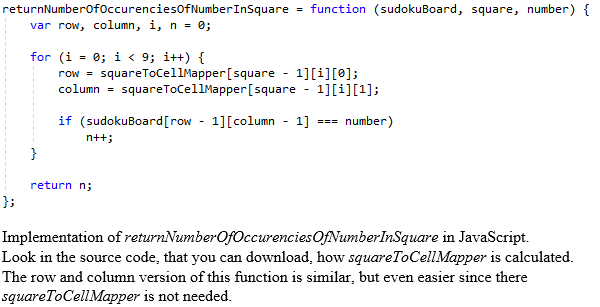 returnNumberOfOccurenciesOfNumberInSquare = function (sudokuBoard, square, number) {
    var row, column, i, n = 0;

    for (i = 0; i < 9; i++) {
        row = squareToCellMapper[square - 1][i][0];
        column = squareToCellMapper[square - 1][i][1];

        if (sudokuBoard[row - 1][column - 1] === number)
            n++;
    }

    return n;
};

Implementation of returnNumberOfOccurenciesOfNumberInSquare in JavaScript.
Look in the source code, that you can download, how squareToCellMapper is calculated.
The row and column version of this function is similar, but even easier since there
squareToCellMapper is not needed.